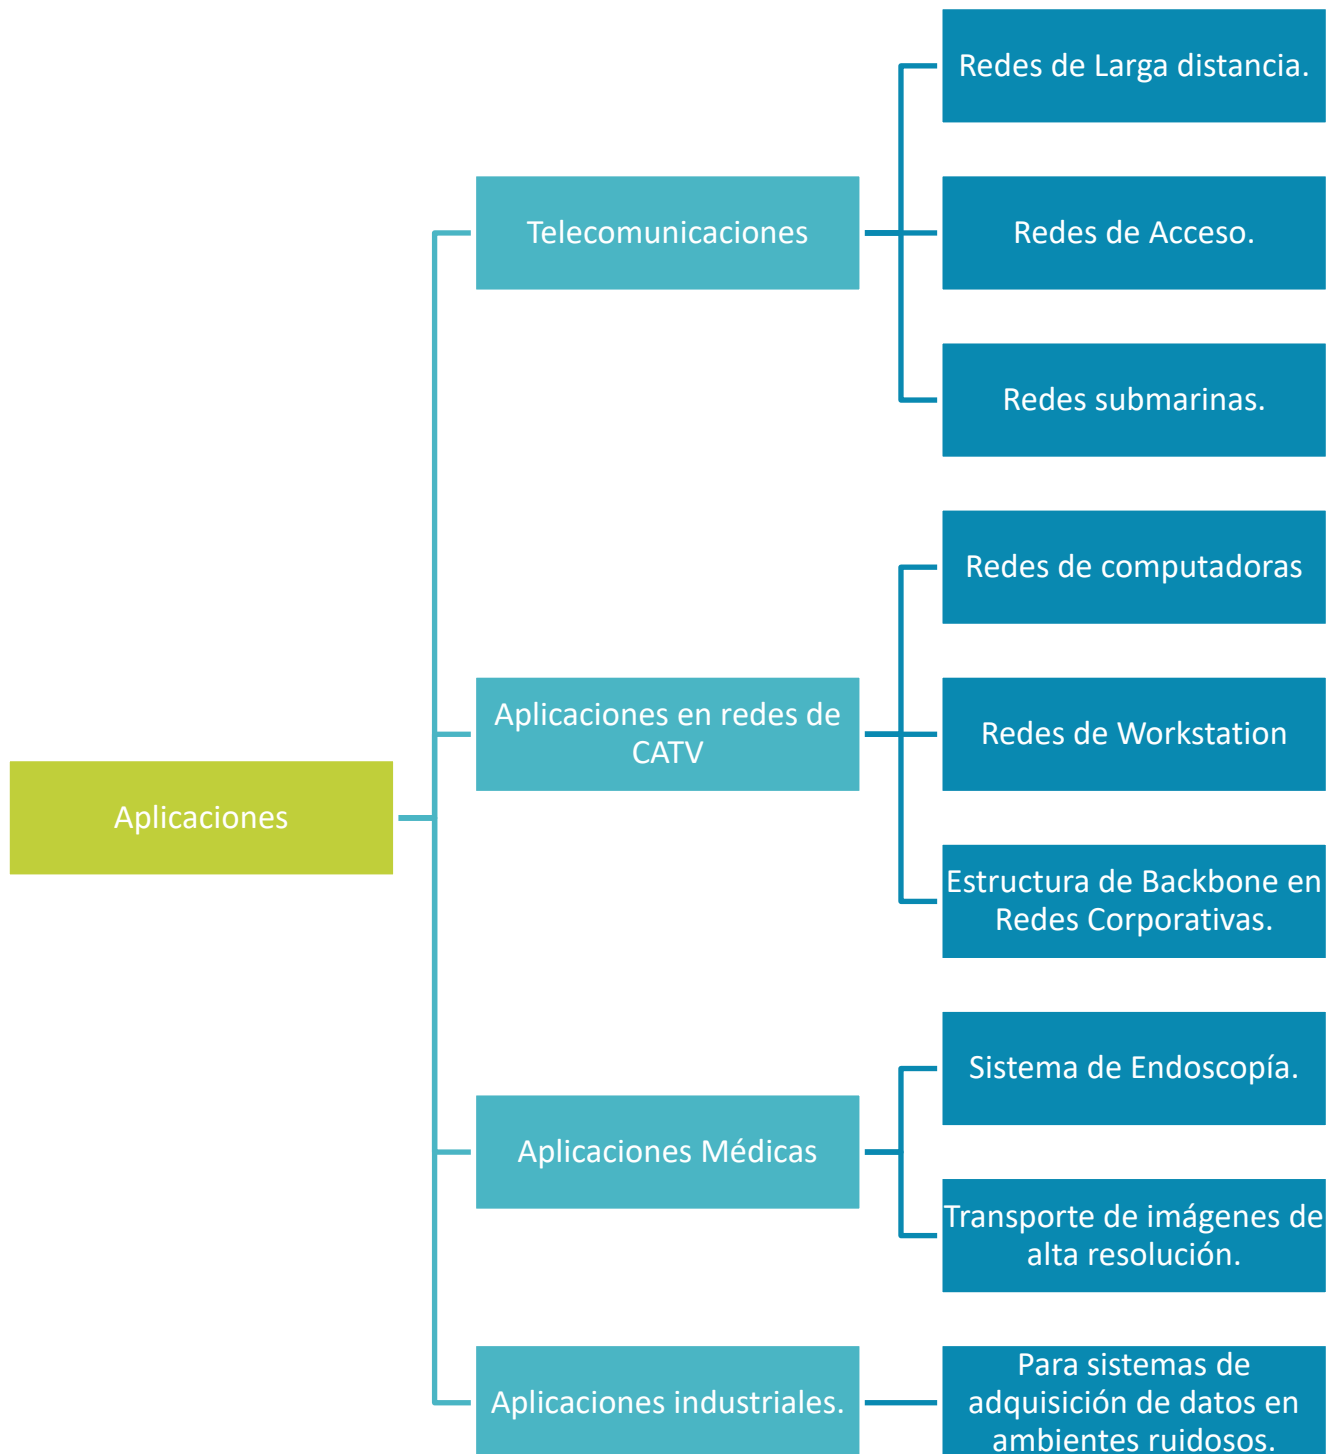 Aplicaciones
Telecomunicaciones
Redes de Larga distancia.
Redes de Acceso.
Redes submarinas.
Aplicaciones en redes de
CATV
Redes de computadoras
Redes de Workstation
Estructura de Backbone en
Redes Corporativas.
Aplicaciones Médicas
Sistema de Endoscopía.
Transporte de imágenes de
alta resolución.
Aplicaciones industriales.
Para sistemas de
adquisición de datos en
ambientes ruidosos.